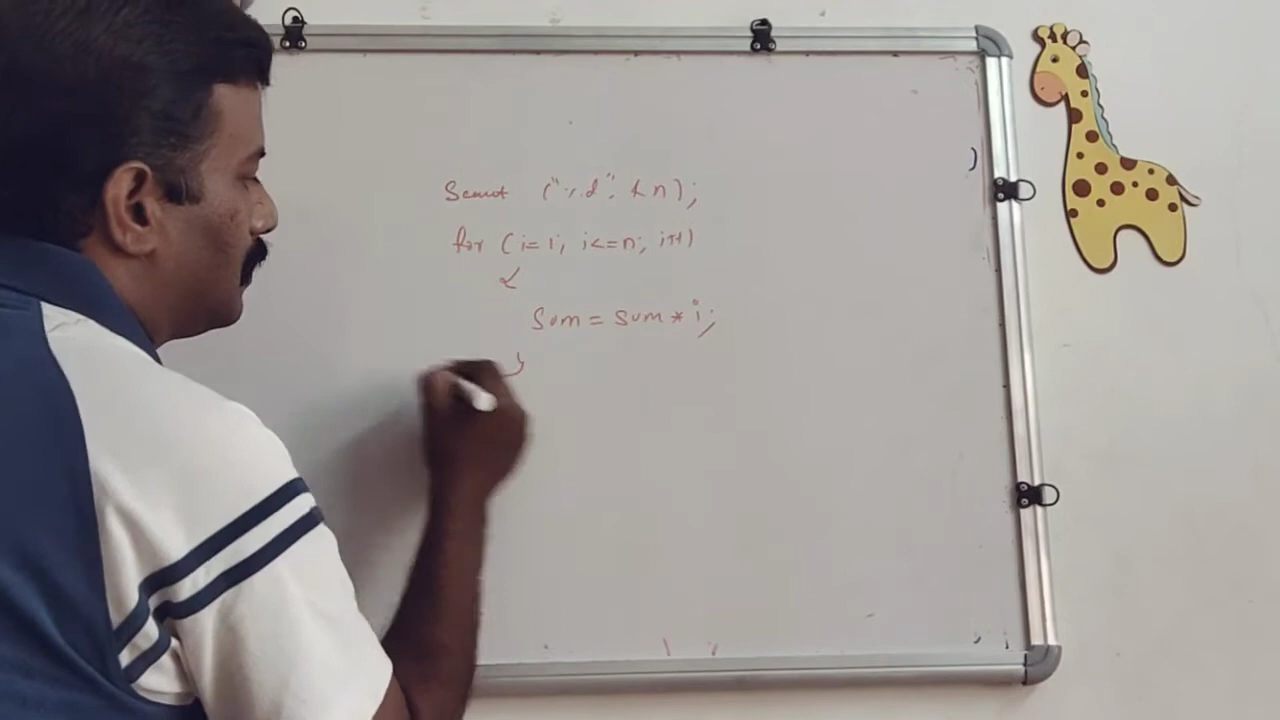 Scanf ("%d", &n);
for (i=1; i<=n; i++)
{
Sum = sum * i;
}